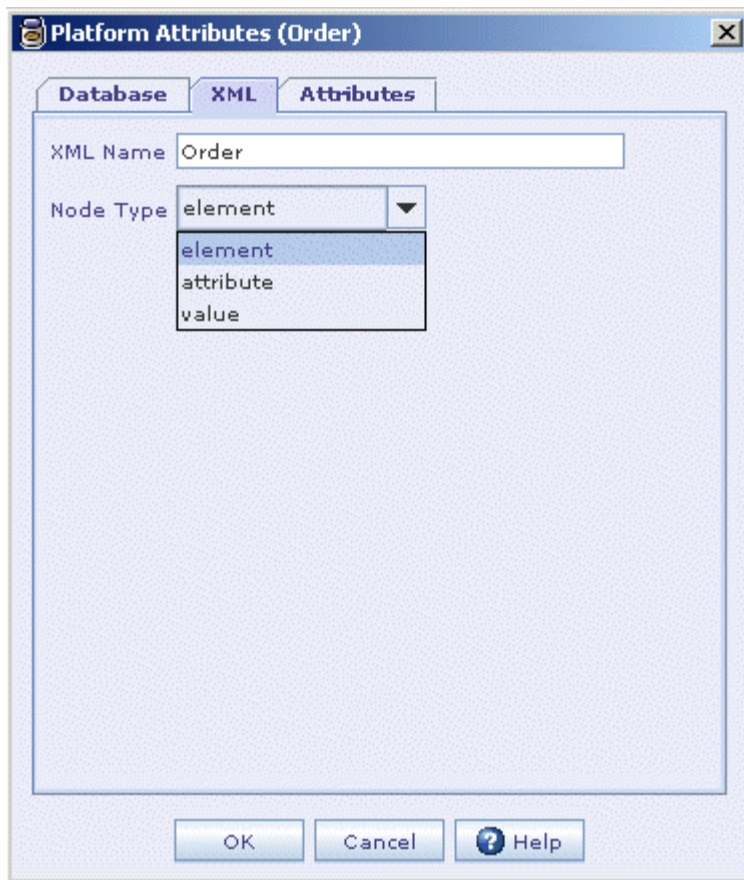 Platform Attributes (Order)
Database XML Attributes
XML Name Order
Node Type element
element
attribute
value
OK Cancel Help